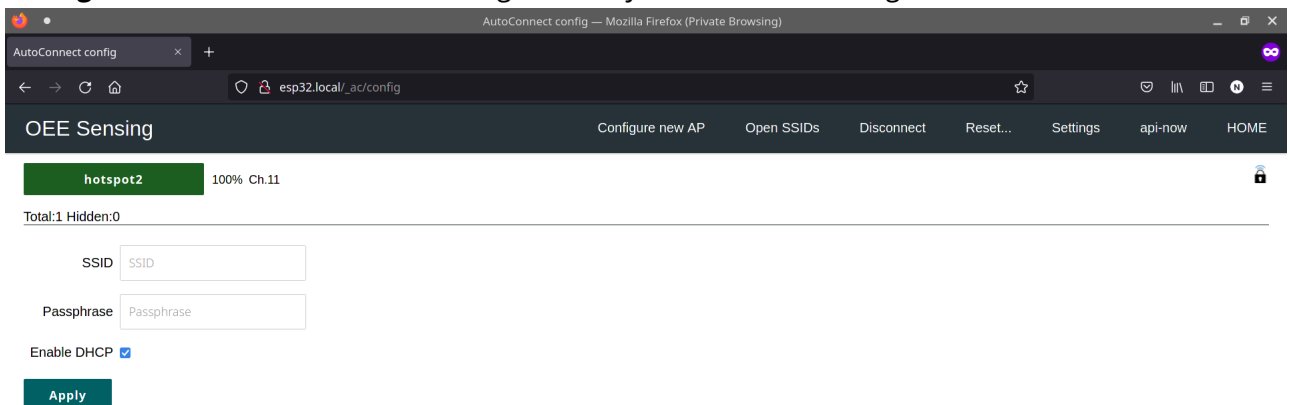 AutoConnect config — Mozilla Firefox (Private Browsing)
AutoConnect config
esp32.local/_ac/config
OEE Sensing Configure new AP Open SSIDs Disconnect Reset... Settings api-now HOME
hotspot2 100% Ch.11
Total:1 Hidden:0
SSID SSID
Passphrase Passphrase
Enable DHCP
Apply